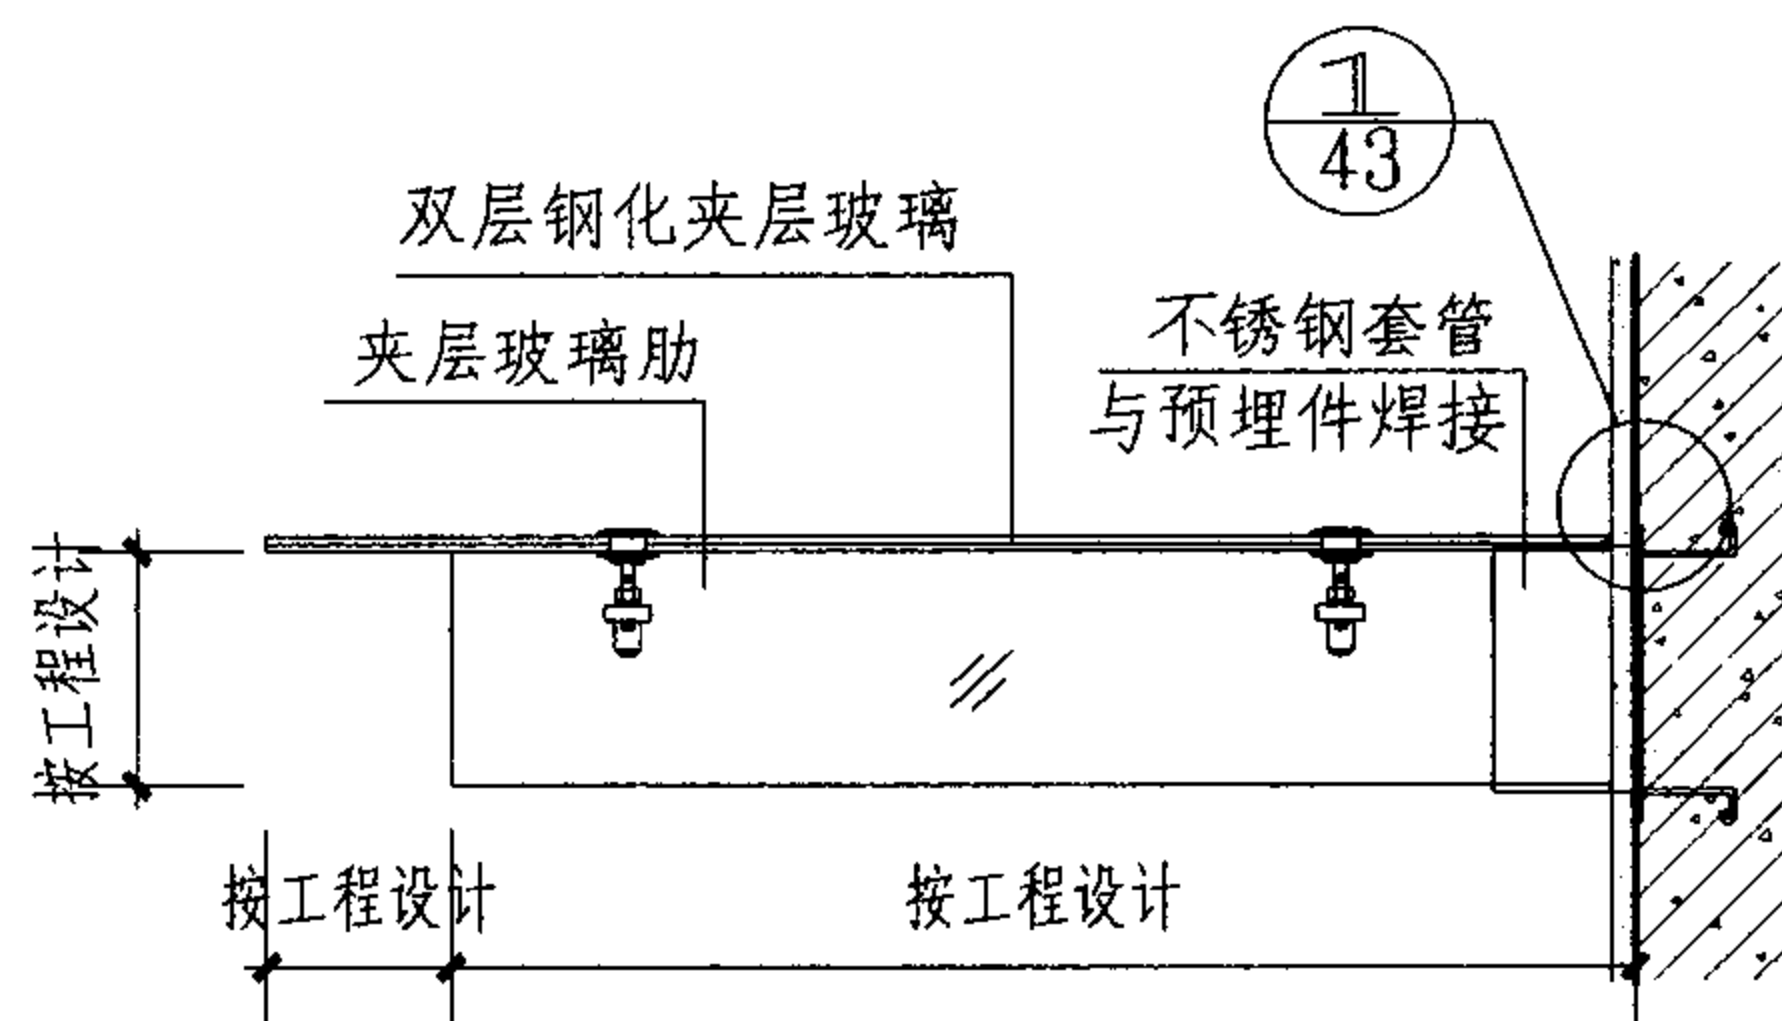 1
43
双层钢化夹层玻璃
夹层玻璃肋
不锈钢套管
与预埋件焊接
按工程设计
按工程设计
按工程设计